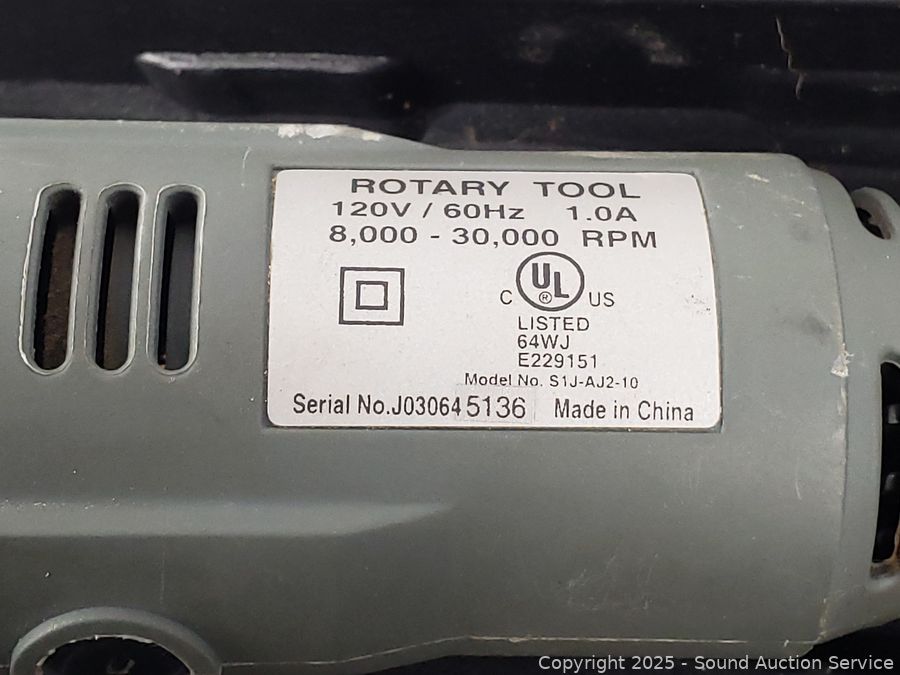 ROTARY TOOL
120V / 60Hz 1.0A
8,000 - 30,000 RPM
UL
®
C US
LISTED
64WJ
E229151
Model No. S1J-AJ2-10
Serial No.J030645136 Made in China
Copyright 2025 - Sound Auction Service